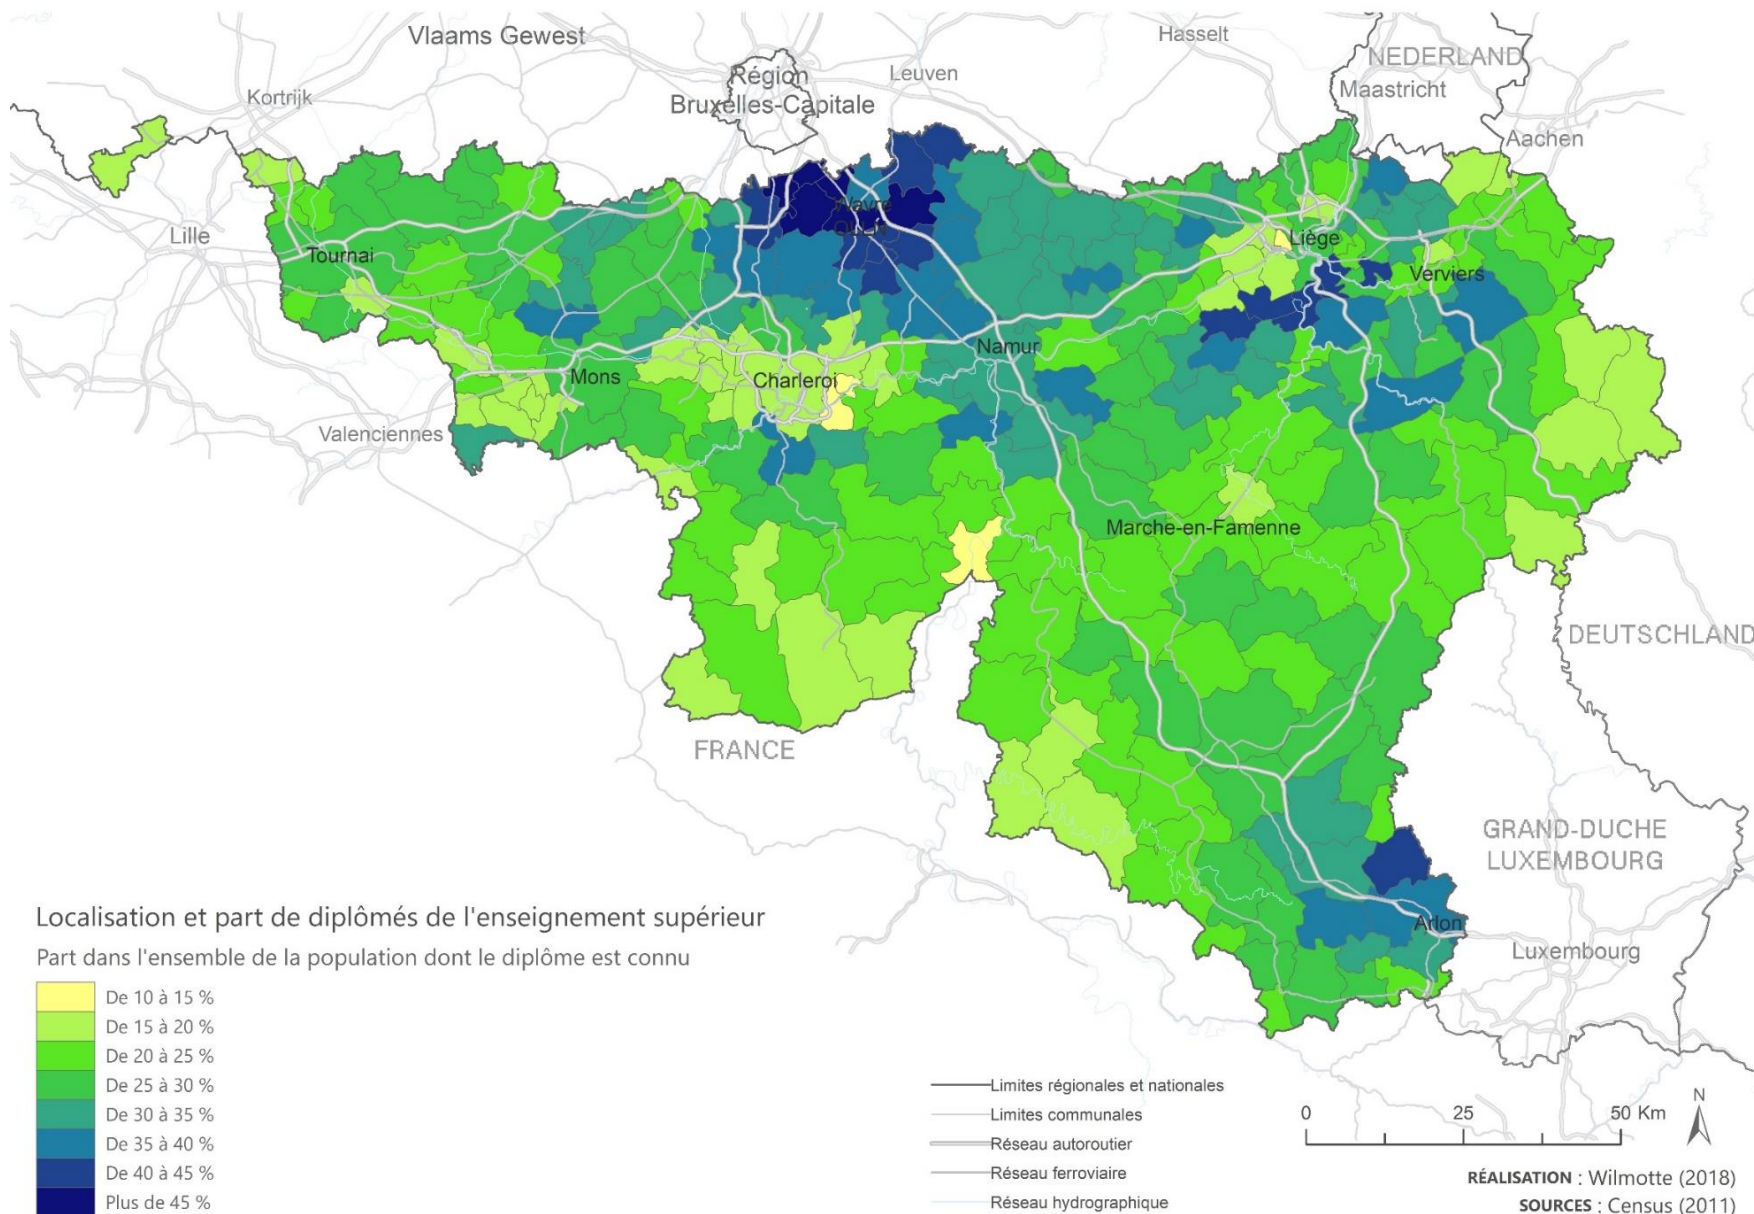 Vlaams Gewest
Hasselt
NEDERLAND
Région
Bruxelles-Capitale
Leuven
Maastricht
Kortrijk
Aachen
Wavre
Lille
Tournai
Liège
Verviers
Namur
Mons
Charleroi
Valenciennes
Marche-en-Famenne
DEUTSCHLAND
FRANCE
GRAND-DUCHE
LUXEMBOURG
Arlon
Luxembourg
Localisation et part de diplômés de l'enseignement supérieur
Part dans l'ensemble de la population dont le diplôme est connu
De 10 à 15 %
De 15 à 20 %
De 20 à 25 %
De 25 à 30 %
De 30 à 35 %
De 35 à 40 %
De 40 à 45 %
Plus de 45 %
Limites régionales et nationales
Limites communales
Réseau autoroutier
Réseau ferroviaire
Réseau hydrographique
0 25 50 Km
N
RÉALISATION : Wilmotte (2018)
SOURCES : Census (2011)